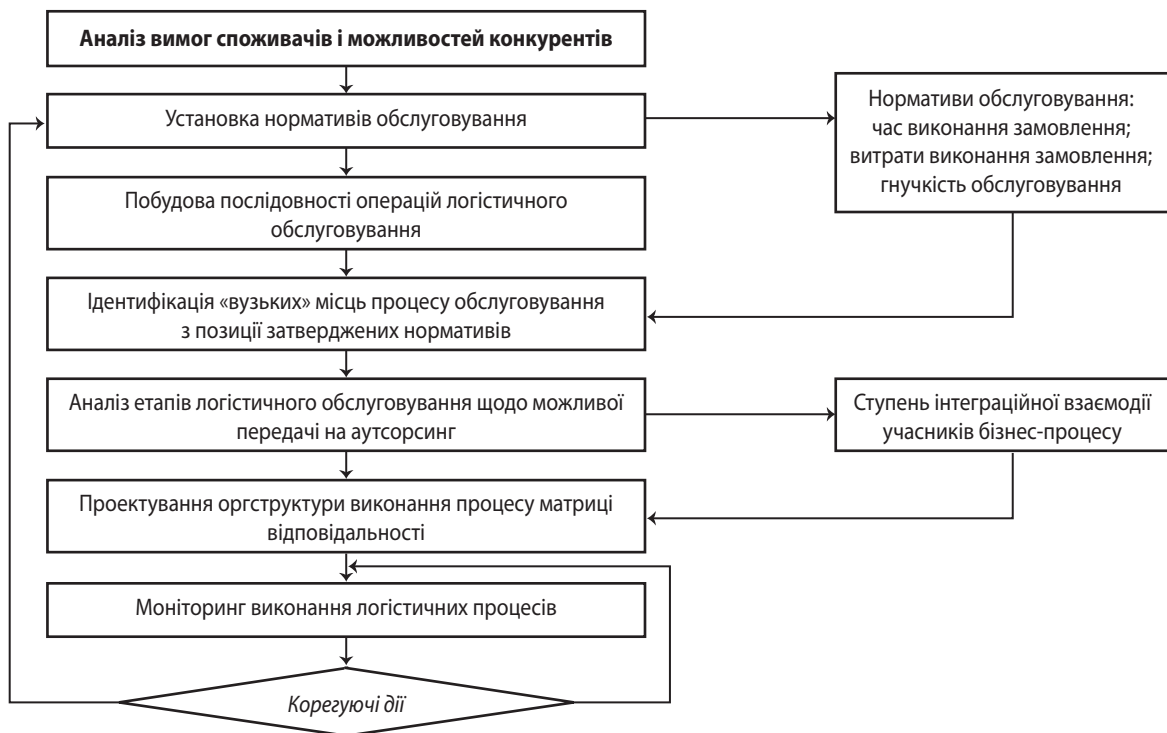 Аналіз вимог споживачів і можливостей конкурентів
Установка нормативів обслуговування
Нормативи обслуговування:
час виконання замовлення;
витрати виконання замовлення;
гнучкість обслуговування
Побудова послідовності операцій логістичного
обслуговування
Ідентифікація «вузьких» місць процесу обслуговування
з позиції затверджених нормативів
Аналіз етапів логістичного обслуговування щодо можливої
передачі на аутсорсинг
Ступень інтеграційної взаємодії
учасників бізнес-процесу
Проектування оргструктури виконання процесу матриці
відповідальності
Моніторинг виконання логістичних процесів
Корегуючі дії